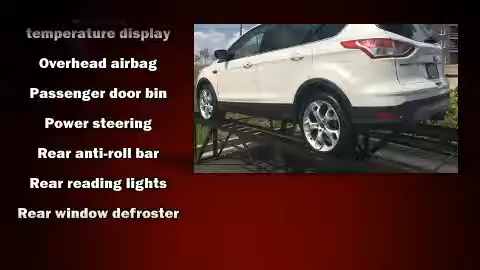 temperature display
Overhead airbag
Passenger door bin
Power steering
Rear anti-roll bar
Rear reading lights
Rear window defroster